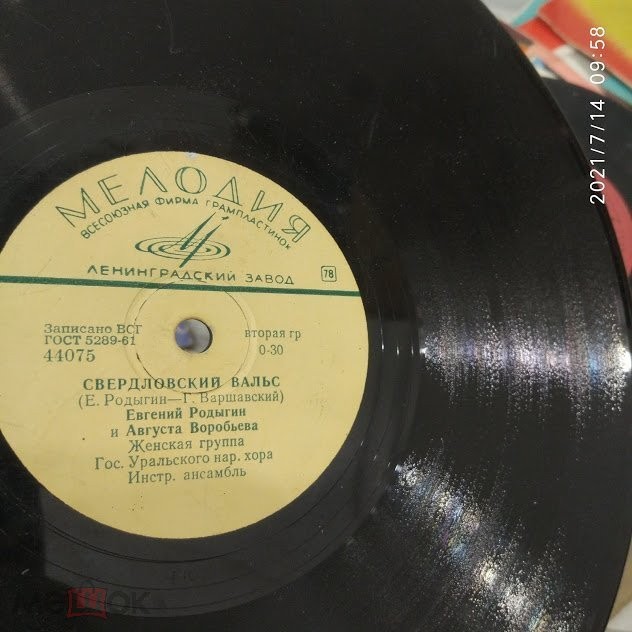 МЕЛОДИЯ
ВСЕСОЮЗНАЯ ФИРМА ГРАМПЛАСТИНОК
ЛЕНИНГРАДСКИЙ ЗАВОД
78
Записано ВСГ
ГОСТ 5289-61
44075
вторая гр
0-30
СВЕРДЛОВСКИЙ ВАЛЬС
(Е. Родыгин—Г. Варшавский)
Евгений Родыгин
и Августа Воробьева
Женская группа
Гос. Уральского нар. хора
Инстр. ансамбль
2021/7/14 09:58
мешок